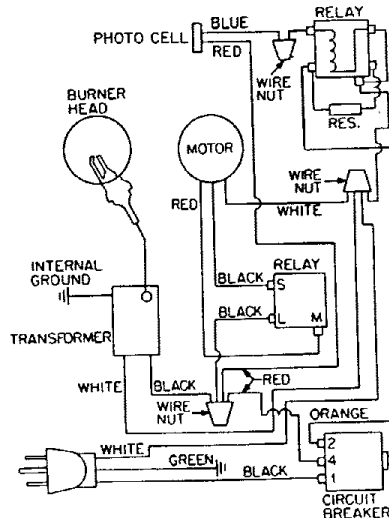 BLUE
RELAY
PHOTO CELL
RED
WIRE
NUT
RES.
BURNER
HEAD
MOTOR
WIRE
NUT
RED
WHITE
INTERNAL
GROUND
BLACK
RELAY
S
BLACK
L
M
TRANSFORMER
WHITE
BLACK
RED
WIRE
NUT
ORANGE
WHITE
2
GREEN
4
BLACK
1
CIRCUIT
BREAKER